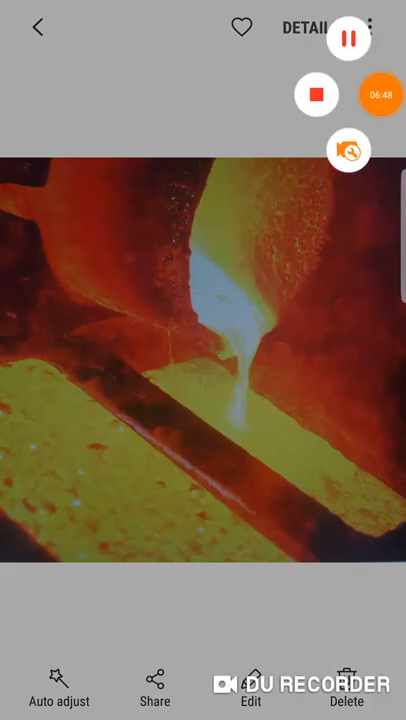 DETAIL
06:48
DU RECORDER
Auto adjust
Share
Edit
Delete